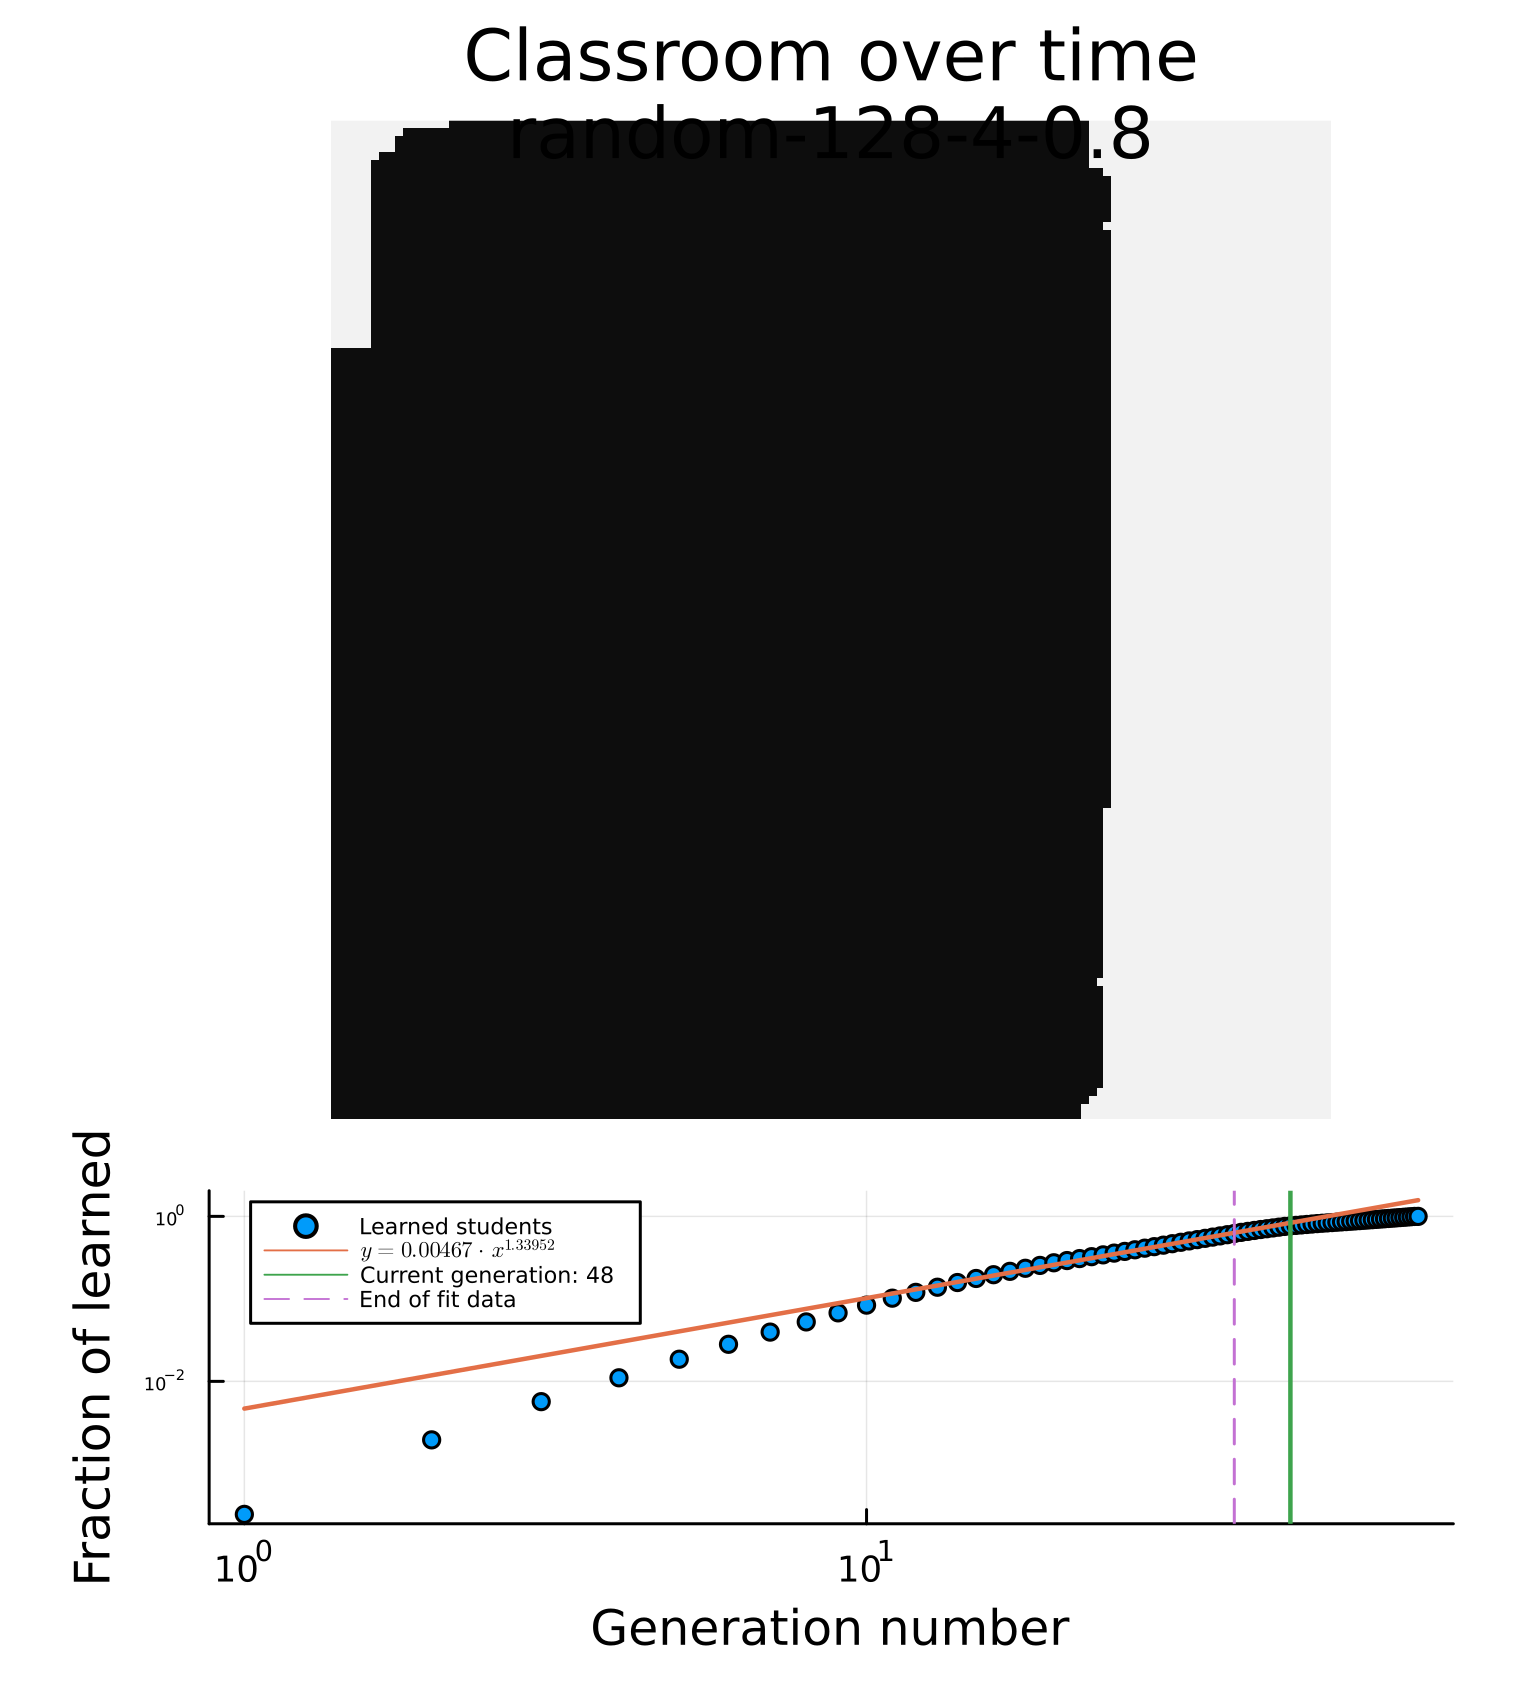 Classroom over time
random-128-4-0.8
Fraction of learned
10⁰
10⁻²
Learned students
y = 0.00467 · x^1.33952
Current generation: 48
End of fit data
10⁰
10¹
Generation number